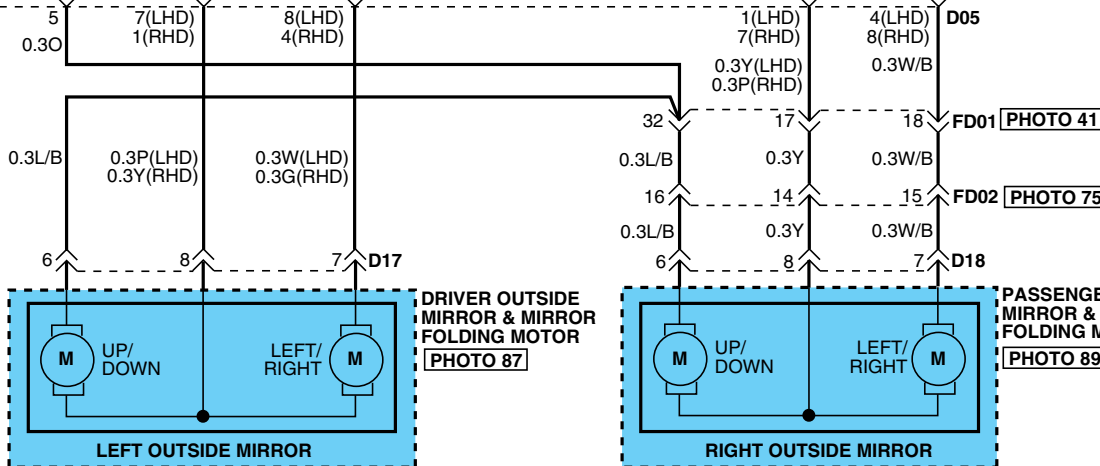 5
7(LHD)
1(RHD)
8(LHD)
4(RHD)
1(LHD)
7(RHD)
4(LHD)
8(RHD)
D05
0.3O
0.3Y(LHD)
0.3P(RHD)
0.3W/B
32
17
18
FD01
PHOTO 41
0.3L/B
0.3P(LHD)
0.3Y(RHD)
0.3W(LHD)
0.3G(RHD)
0.3L/B
0.3Y
0.3W/B
16
14
15
FD02
PHOTO 75
0.3L/B
0.3Y
0.3W/B
6
8
7
D17
6
8
7
D18
DRIVER OUTSIDE
MIRROR & MIRROR
FOLDING MOTOR
PHOTO 87
PASSENGE
MIRROR &
FOLDING M
PHOTO 89
M
UP/
DOWN
LEFT/
RIGHT
M
M
UP/
DOWN
LEFT/
RIGHT
M
LEFT OUTSIDE MIRROR
RIGHT OUTSIDE MIRROR